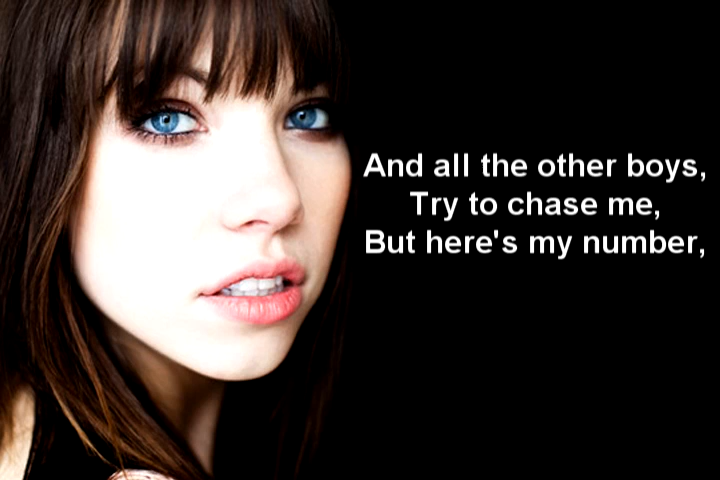 And all the other boys,
Try to chase me,
But here's my number,